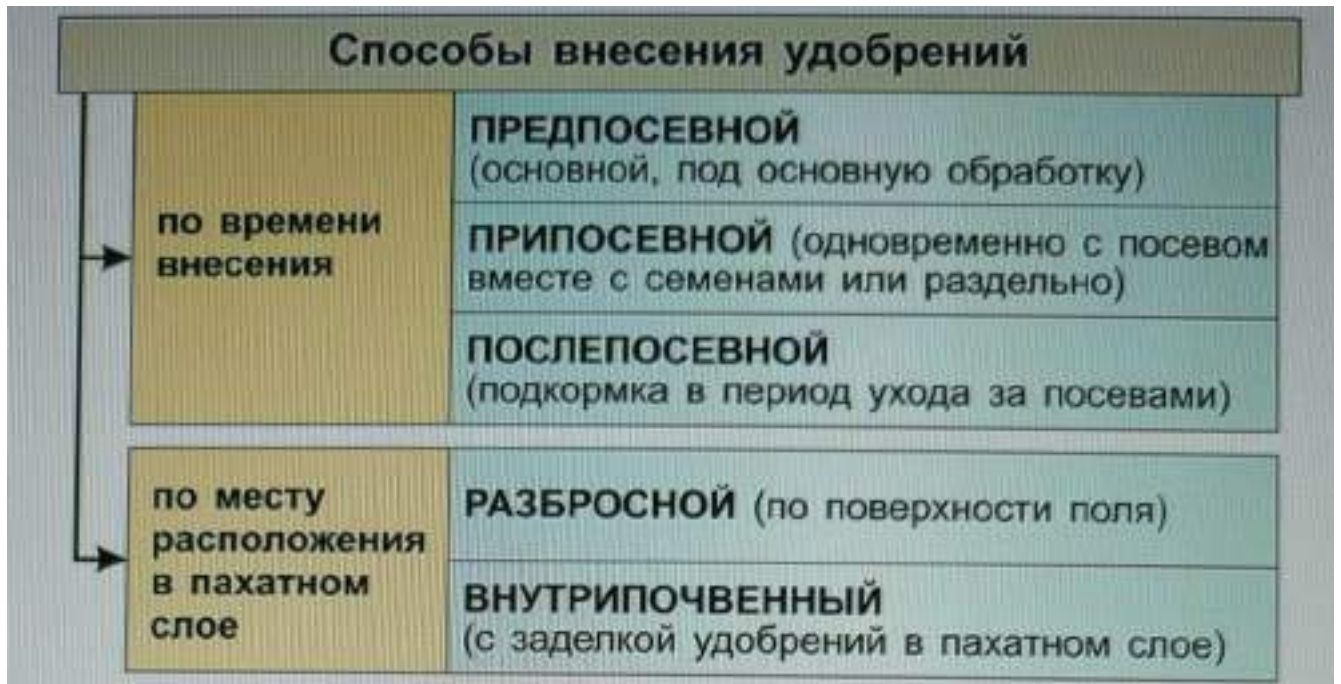 Способы внесения удобрений
по времени
внесения
ПРЕДПОСЕВНОЙ
(основной, под основную обработку)
ПРИПОСЕВНОЙ (одновременно с посевом
вместе с семенами или раздельно)
ПОСЛЕПОСЕВНОЙ
(подкормка в период ухода за посевами)
по месту
расположения
в пахатном
слое
РАЗБРОСНОЙ (по поверхности поля)
ВНУТРИПОЧВЕННЫЙ
(с заделкой удобрений в пахатном слое)